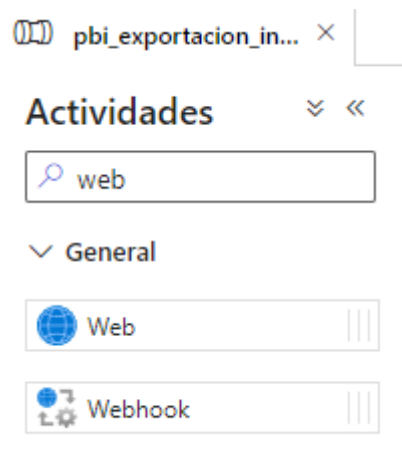 pbi_exportacion_in...
Actividades
web
General
Web
Webhook